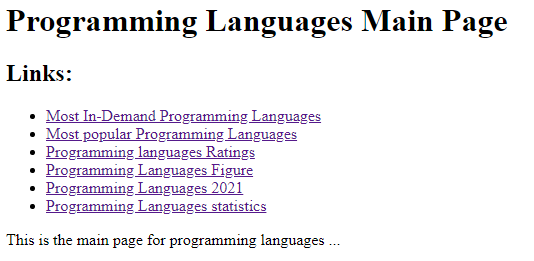 Programming Languages Main Page
Links:
Most In-Demand Programming Languages
Most popular Programming Languages
Programming languages Ratings
Programming Languages Figure
Programming Languages 2021
Programming Languages statistics
This is the main page for programming languages ...